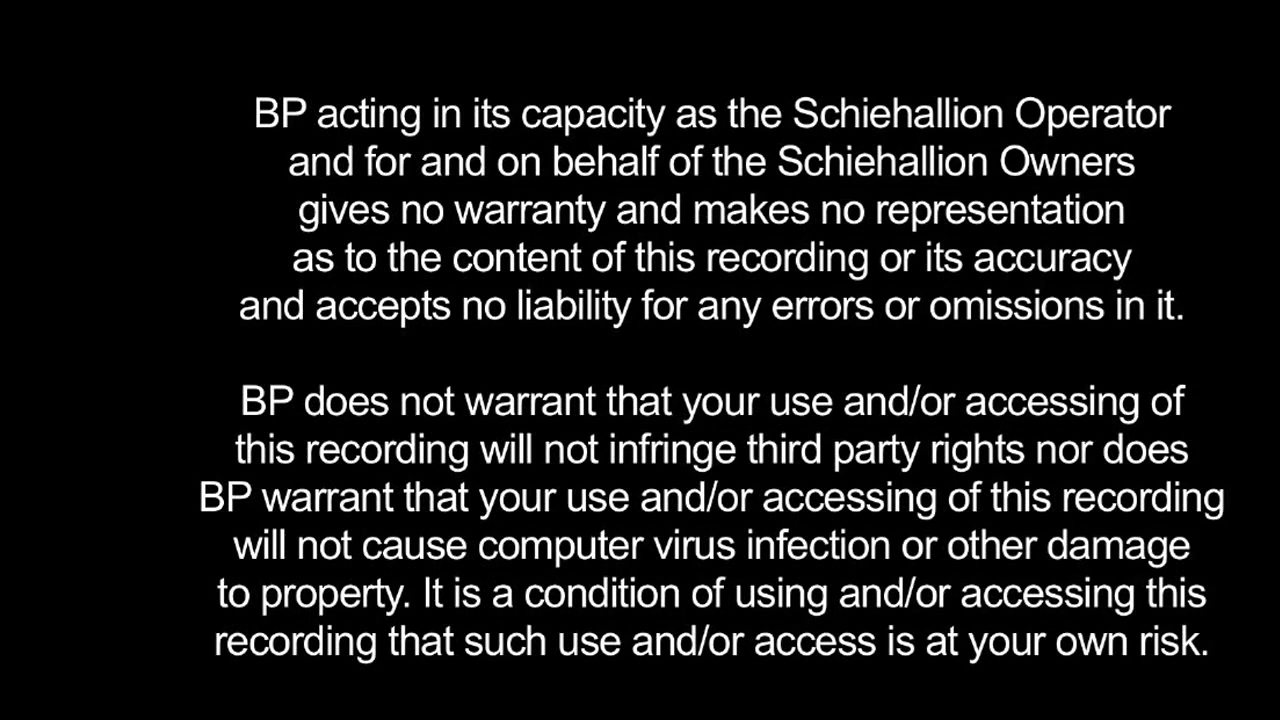 BP acting in its capacity as the Schiehallion Operator
and for and on behalf of the Schiehallion Owners
gives no warranty and makes no representation
as to the content of this recording or its accuracy
and accepts no liability for any errors or omissions in it.
BP does not warrant that your use and/or accessing of
this recording will not infringe third party rights nor does
BP warrant that your use and/or accessing of this recording
will not cause computer virus infection or other damage
to property. It is a condition of using and/or accessing this
recording that such use and/or access is at your own risk.